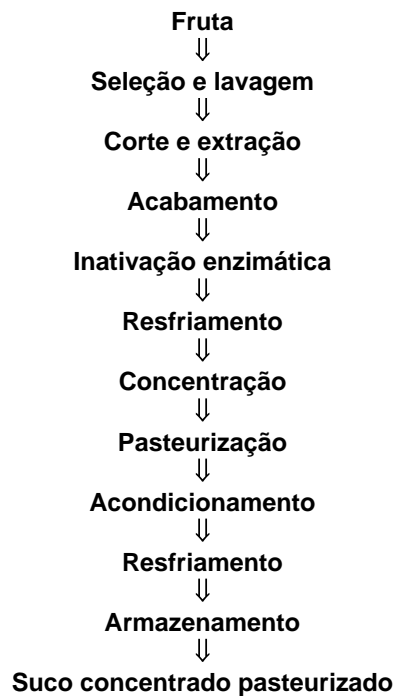 Fruta
⇓
Seleção e lavagem
⇓
Corte e extração
⇓
Acabamento
⇓
Inativação enzimática
⇓
Resfriamento
⇓
Concentração
⇓
Pasteurização
⇓
Acondicionamento
⇓
Resfriamento
⇓
Armazenamento
⇓
Suco concentrado pasteurizado